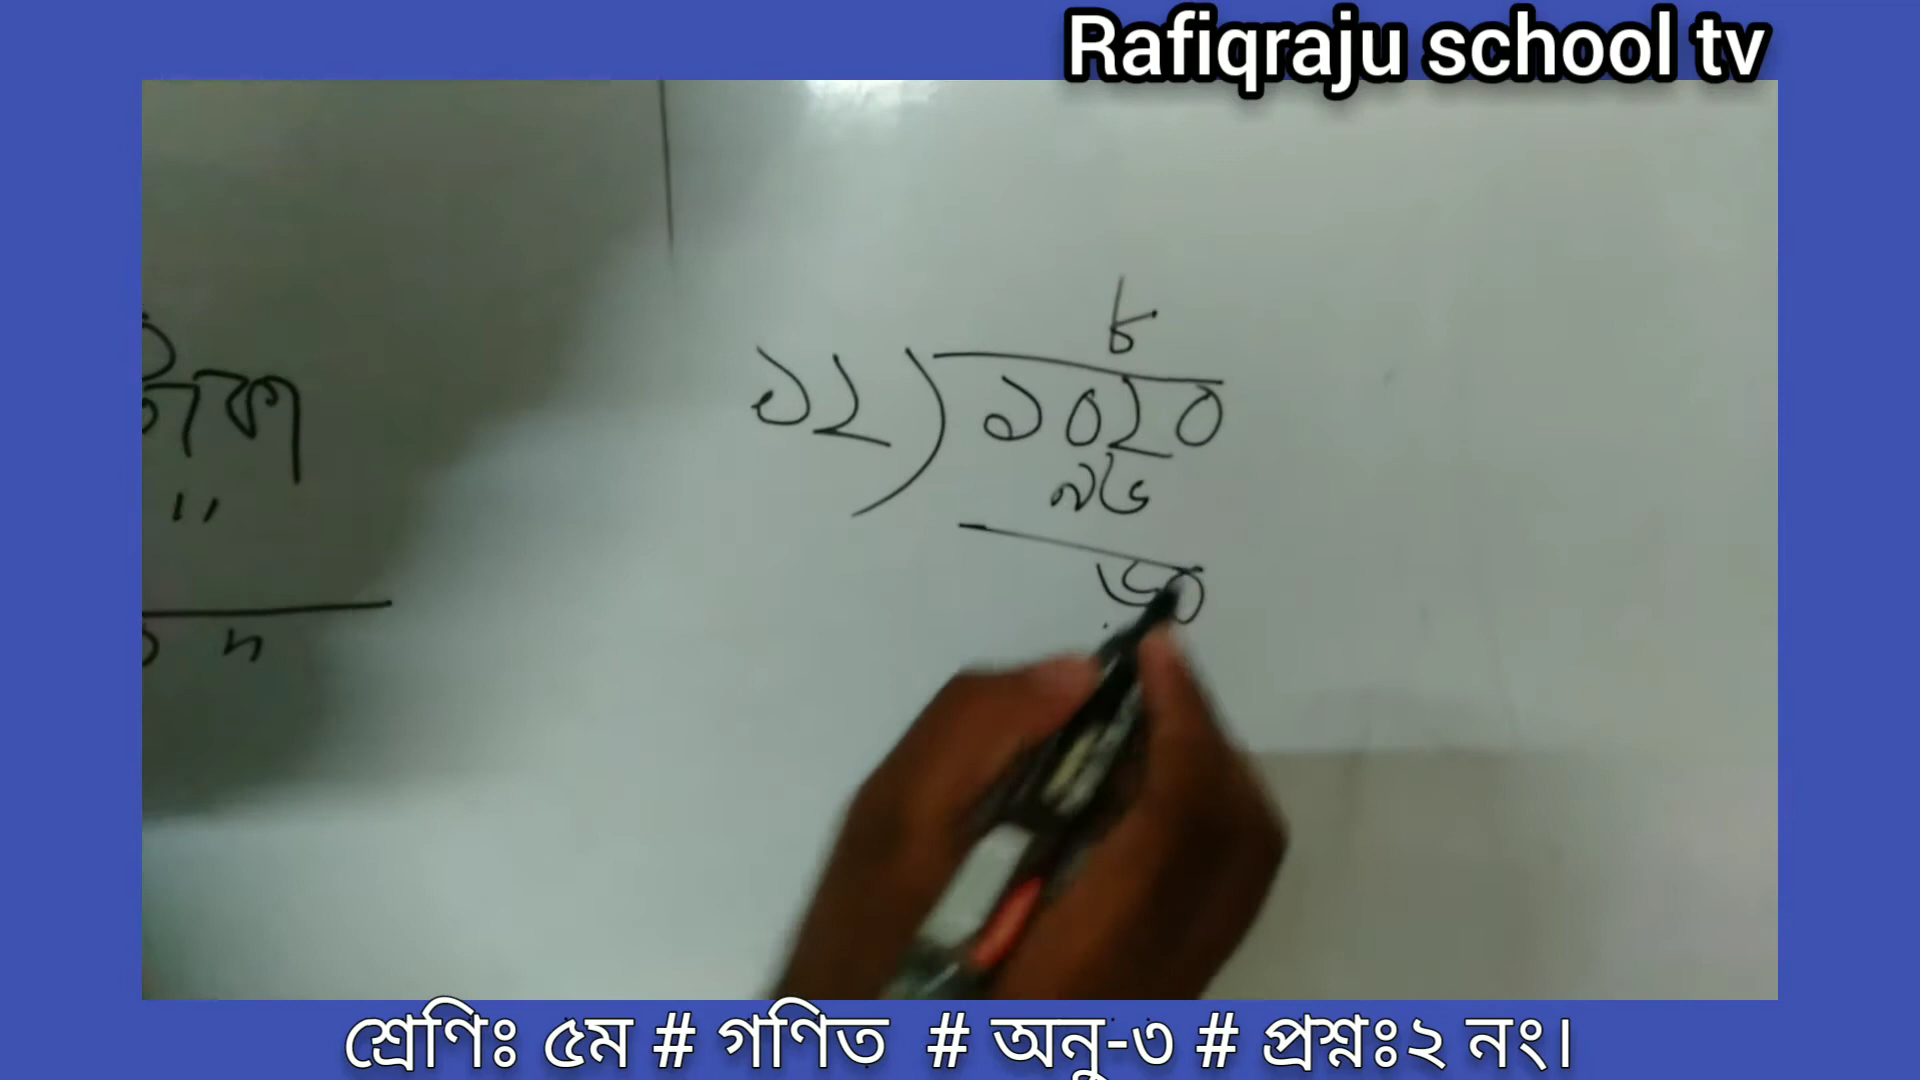 Rafiqraju school tv
৮
১২) ১০২০
৯৬
৬০
টাকা
"
শ্রেণিঃ ৫ম # গণিত # অনু-৩ # প্রশ্নঃ২ নং।